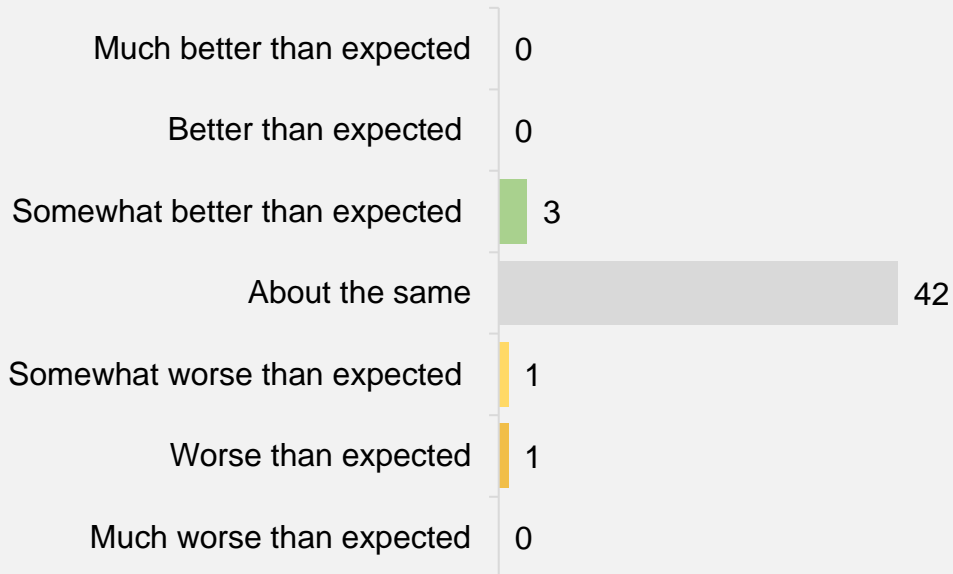 Much better than expected 0
Better than expected 0
Somewhat better than expected 3
About the same 42
Somewhat worse than expected 1
Worse than expected 1
Much worse than expected 0